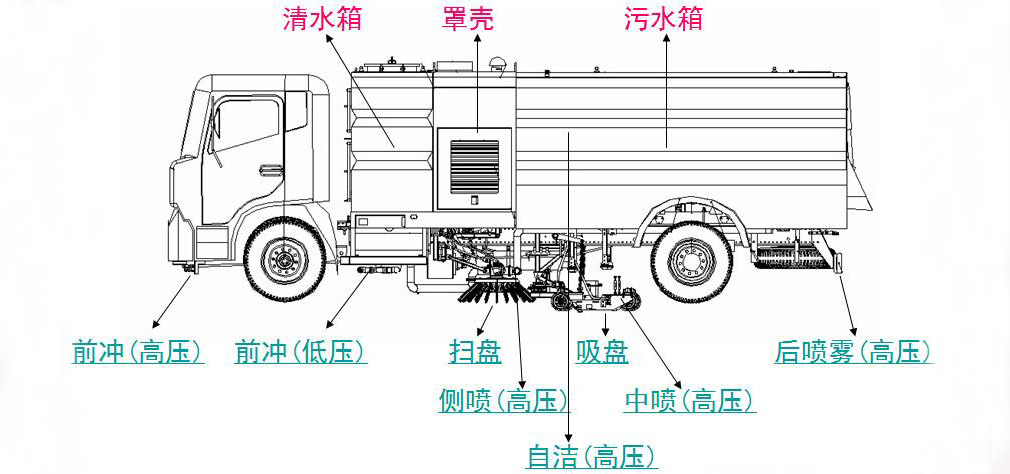 清水箱
罩壳
污水箱
前冲(高压)
前冲(低压)
扫盘
吸盘
后喷雾(高压)
侧喷(高压)
中喷(高压)
自洁(高压)